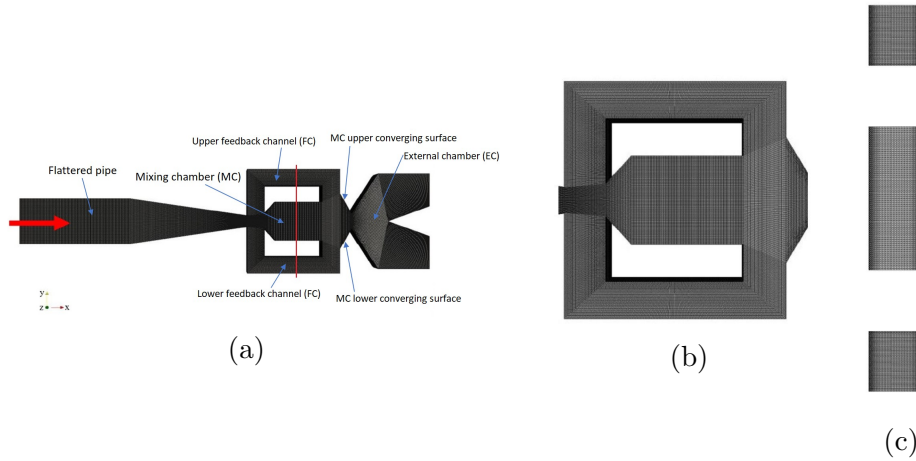 Upper feedback channel (FC)
MC upper converging surface
External chamber (EC)
Flattered pipe
Mixing chamber (MC)
Lower feedback channel (FC)
MC lower converging surface
y
z
x
(a)
(b)
(c)